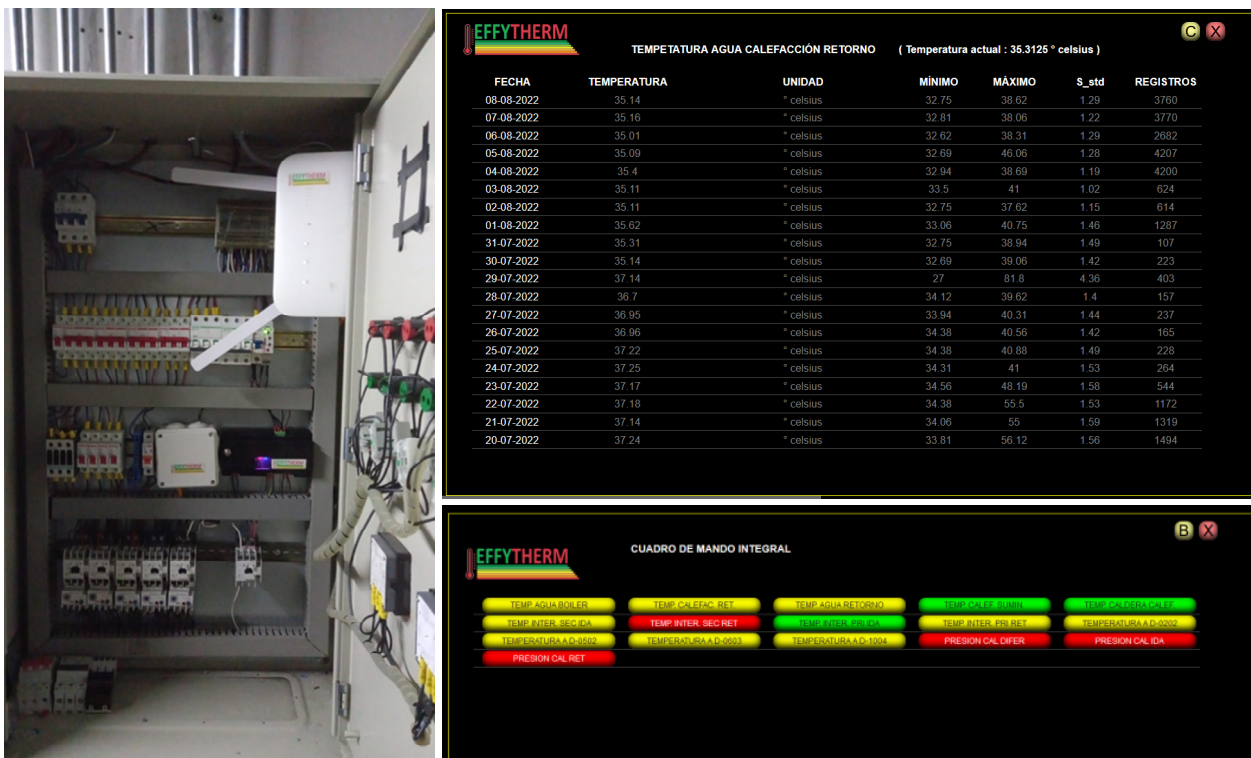 EFFYTHERM
EFFYTHERM
EFFYTHERM
EFFYTHERM
C X
TEMPETATURA AGUA CALEFACCIÓN RETORNO ( Temperatura actual : 35.3125 ° celsius )
FECHA TEMPERATURA UNIDAD MÍNIMO MÁXIMO S_std REGISTROS
08-08-2022 35.14 ° celsius 32.75 38.62 1.29 3760
07-08-2022 35.16 ° celsius 32.81 38.06 1.22 3770
06-08-2022 35.01 ° celsius 32.62 38.31 1.29 2682
05-08-2022 35.09 ° celsius 32.69 46.06 1.28 4207
04-08-2022 35.4 ° celsius 32.94 38.69 1.19 4200
03-08-2022 35.11 ° celsius 33.5 41 1.02 624
02-08-2022 35.11 ° celsius 32.75 37.62 1.15 614
01-08-2022 35.62 ° celsius 33.06 40.75 1.46 1287
31-07-2022 35.31 ° celsius 32.75 38.94 1.49 107
30-07-2022 35.14 ° celsius 32.69 39.06 1.42 223
29-07-2022 37.14 ° celsius 27 81.8 4.36 403
28-07-2022 36.7 ° celsius 34.12 39.62 1.4 157
27-07-2022 36.95 ° celsius 33.94 40.31 1.44 237
26-07-2022 36.96 ° celsius 34.38 40.56 1.42 165
25-07-2022 37.22 ° celsius 34.38 40.88 1.49 228
24-07-2022 37.25 ° celsius 34.31 41 1.53 264
23-07-2022 37.17 ° celsius 34.56 48.19 1.58 544
22-07-2022 37.18 ° celsius 34.38 55.5 1.53 1172
21-07-2022 37.14 ° celsius 34.06 55 1.59 1319
20-07-2022 37.24 ° celsius 33.81 56.12 1.56 1494
B X
EFFYTHERM
CUADRO DE MANDO INTEGRAL
TEMP. AGUA BOILER TEMP. CALEFAC. RET. TEMP. AGUA RETORNO TEMP. CALEF. SUMIN. TEMP. CALDERA CALEF.
TEMP. INTER. SEC IDA TEMP. INTER. SEC RET TEMP. INTER. PRI.IDA TEMP. INTER. PRI.RET TEMPERATURA A D-0202
TEMPERATURA A D-0502 TEMPERATURA A D-0603 TEMPERATURA A D-1004 PRESION CAL DIFER PRESION CAL IDA
PRESION CAL RET